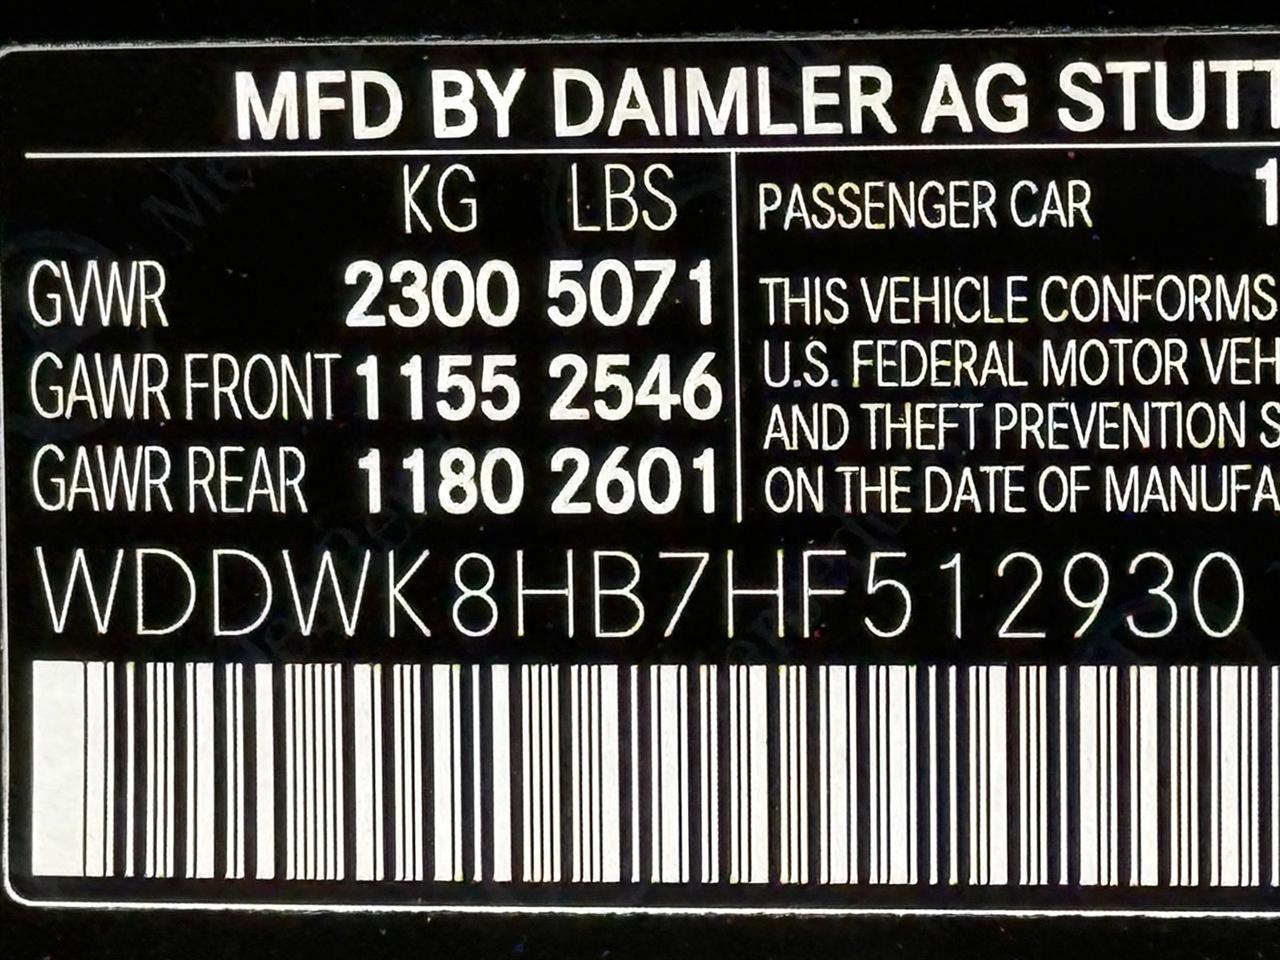 MFD BY DAIMLER AG STUTT
KG LBS
PASSENGER CAR 1
GVWR 2300 5071
GAWR FRONT 1155 2546
GAWR REAR 1180 2601
THIS VEHICLE CONFORMS
U.S. FEDERAL MOTOR VEH
AND THEFT PREVENTION S
ON THE DATE OF MANUFA
WDDWK8HB7HF512930